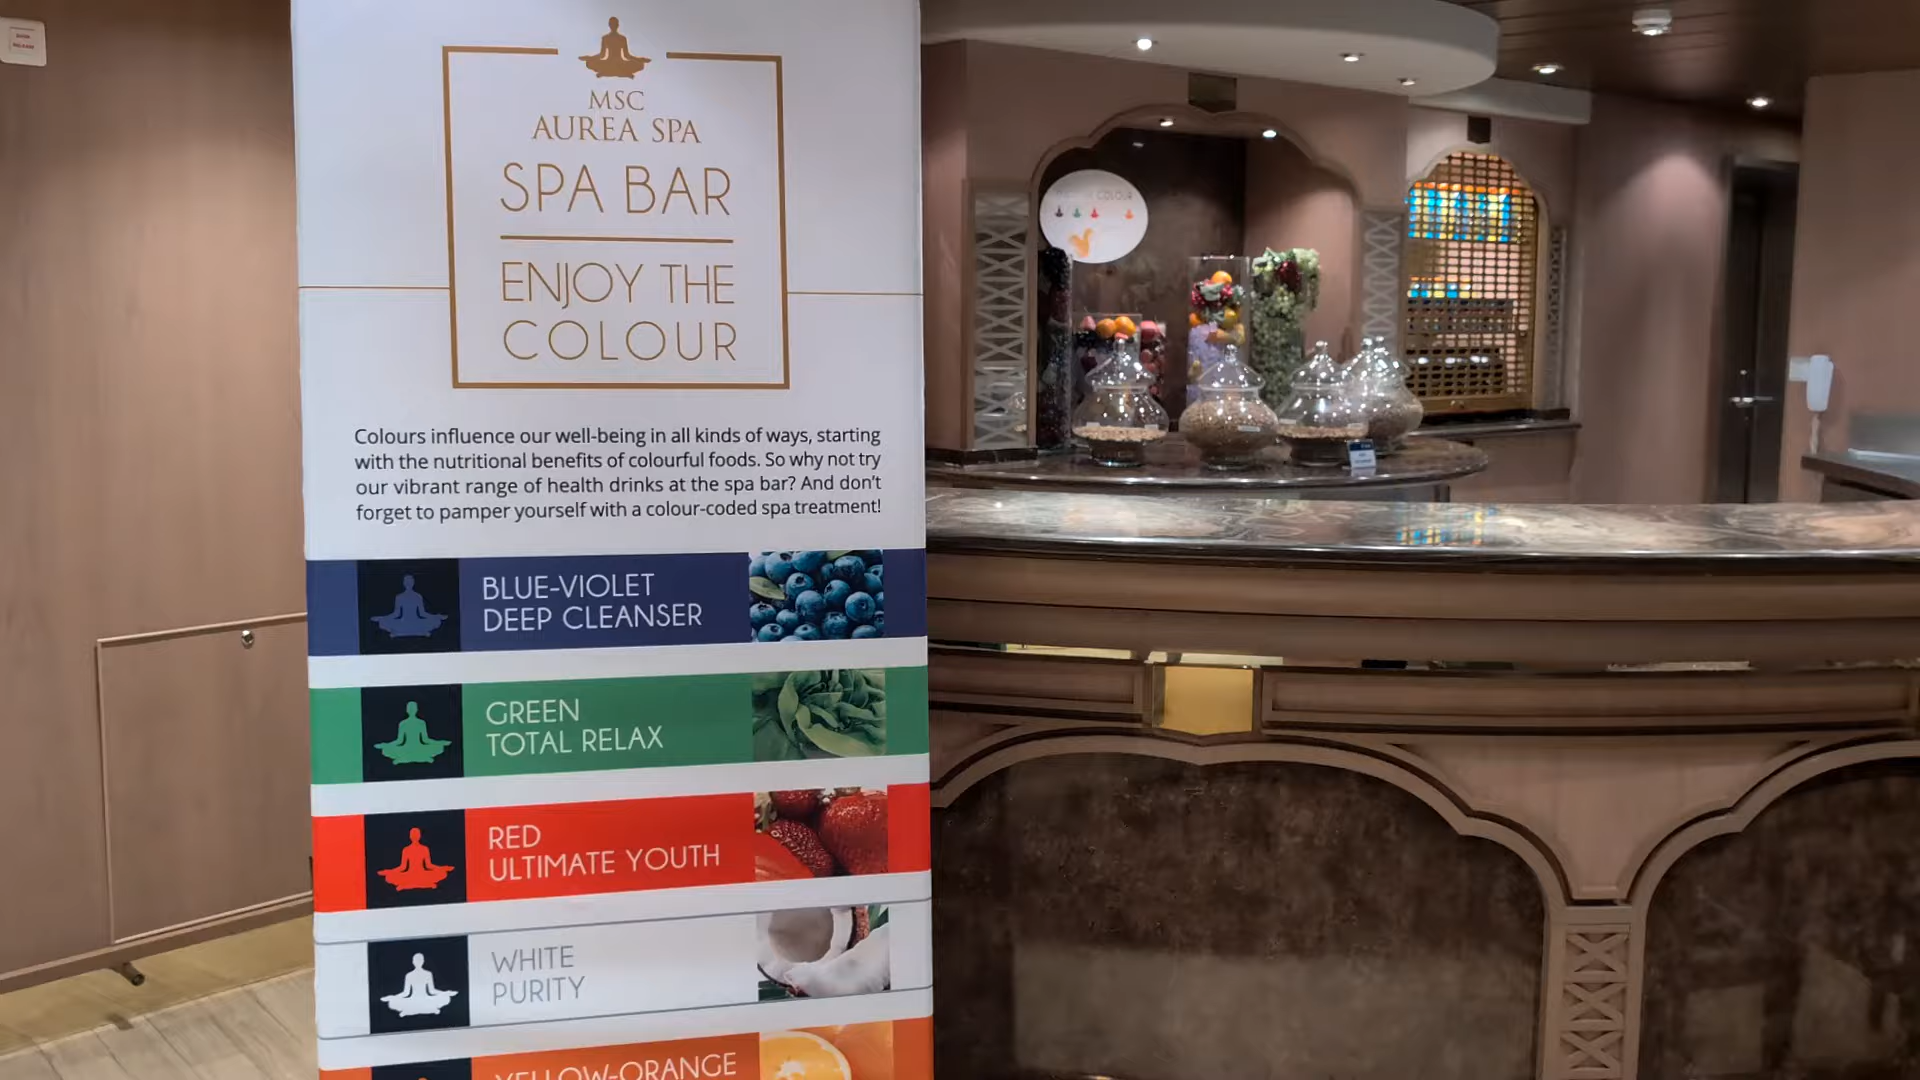 MSC
AUREA SPA
SPA BAR
ENJOY THE
COLOUR
Colours influence our well-being in all kinds of ways, starting
with the nutritional benefits of colourful foods. So why not try
our vibrant range of health drinks at the spa bar? And don't
forget to pamper yourself with a colour-coded spa treatment!
BLUE-VIOLET
DEEP CLEANSER
GREEN
TOTAL RELAX
RED
ULTIMATE YOUTH
WHITE
PURITY
YELLOW-ORANGE
COLOUR